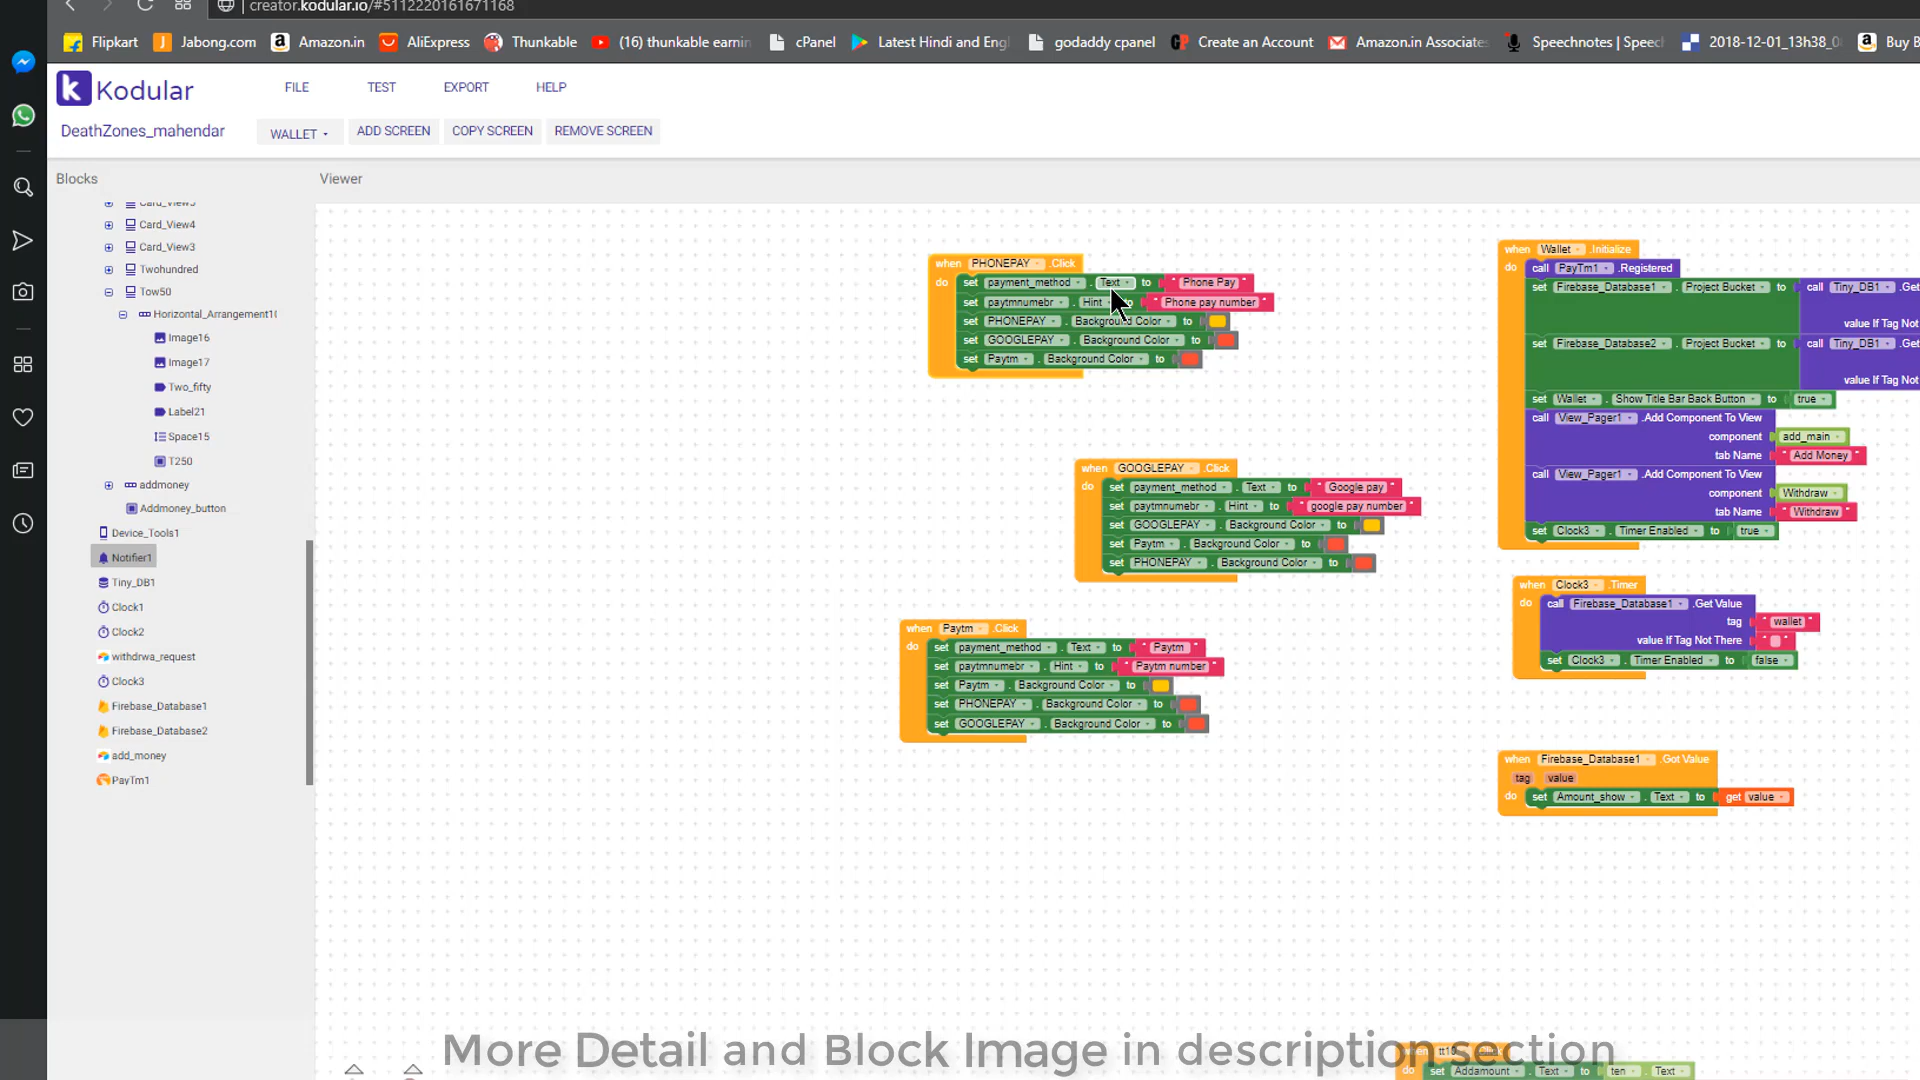 creator.kodular.io/#5112220161671168
Flipkart Jabong.com Amazon.in AliExpress Thunkable (16) thunkable earnin cPanel Latest Hindi and Engl godaddy cpanel Create an Account Amazon.in Associates Speechnotes | Speech 2018-12-01_13h38_0 Buy B
Kodular
FILE TEST EXPORT HELP
DeathZones_mahendar
WALLET ADD SCREEN COPY SCREEN REMOVE SCREEN
Blocks
Viewer
Card_View4
Card_View3
Twohundred
Tow50
Horizontal_Arrangement10
Image16
Image17
Two_fifty
Label21
Space15
T250
addmoney
Addmoney_button
Device_Tools1
Notifier1
Tiny_DB1
Clock1
Clock2
withdrwa_request
Clock3
Firebase_Database1
Firebase_Database2
add_money
PayTm1
when PHONEPAY .Click
do set payment_method . Text to " Phone Pay "
set paytmnumebr . Hint to " Phone pay number "
set PHONEPAY . Background Color to
set GOOGLEPAY . Background Color to
set Paytm . Background Color to
when GOOGLEPAY .Click
do set payment_method . Text to " Google pay "
set paytmnumebr . Hint to " google pay number "
set GOOGLEPAY . Background Color to
set Paytm . Background Color to
set PHONEPAY . Background Color to
when Paytm .Click
do set payment_method . Text to " Paytm "
set paytmnumebr . Hint to " Paytm number "
set Paytm . Background Color to
set PHONEPAY . Background Color to
set GOOGLEPAY . Background Color to
when Wallet .Initialize
do call PayTm1 .Registered
set Firebase_Database1 . Project Bucket to call Tiny_DB1 .Get
value If Tag Not
set Firebase_Database2 . Project Bucket to call Tiny_DB1 .Get
value If Tag Not
set Wallet . Show Title Bar Back Button to true
call View_Pager1 .Add Component To View
component add_main
tab Name " Add Money "
call View_Pager1 .Add Component To View
component Withdraw
tab Name " Withdraw "
set Clock3 . Timer Enabled to true
when Clock3 .Timer
do call Firebase_Database1 .Get Value
tag " wallet "
value If Tag Not There " "
set Clock3 . Timer Enabled to false
when Firebase_Database1 .Got Value
tag value
do set Amount_show . Text to get value
More Detail and Block Image in description section
do set Addamount . Text to ten . Text